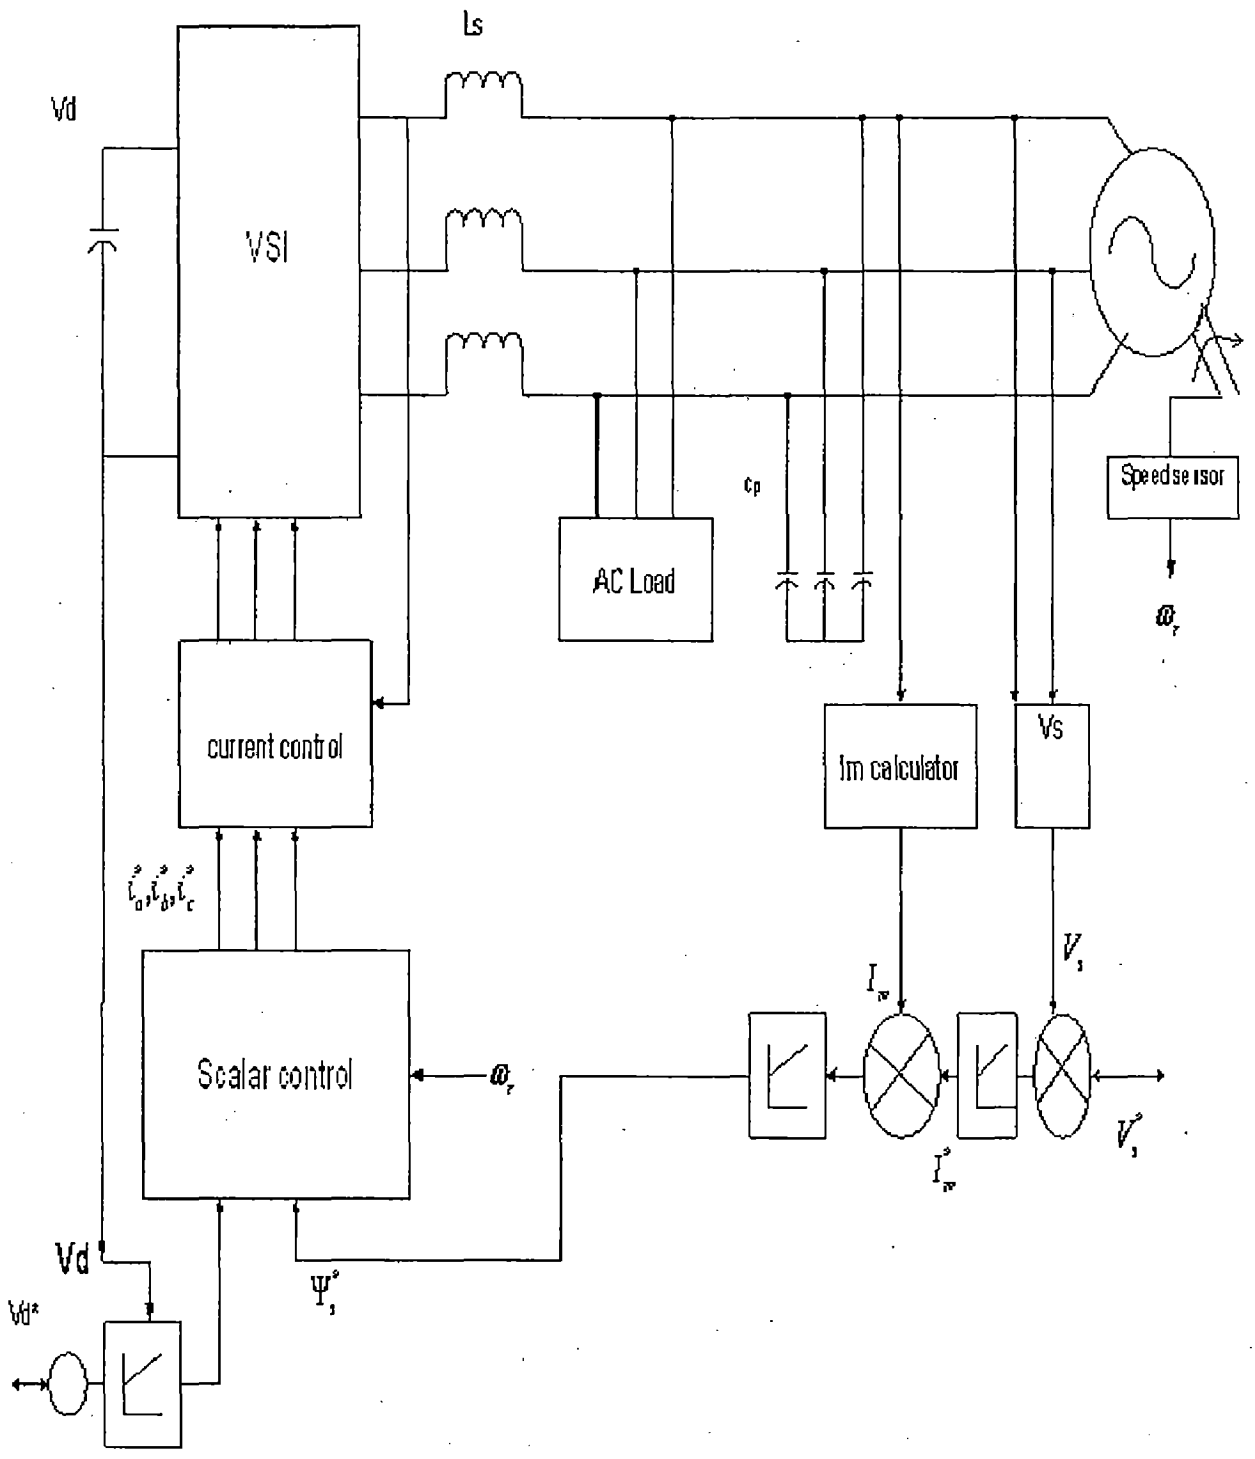 Ls
Vd
VSI
Speed sensor
cp
AC Load
ωr
Vs
current control
Im calculator
i*a, i*b, i*c
Vs
Im
Scalar control
ωr
V*s
I*m
Vd
Ψ*s
Vd*